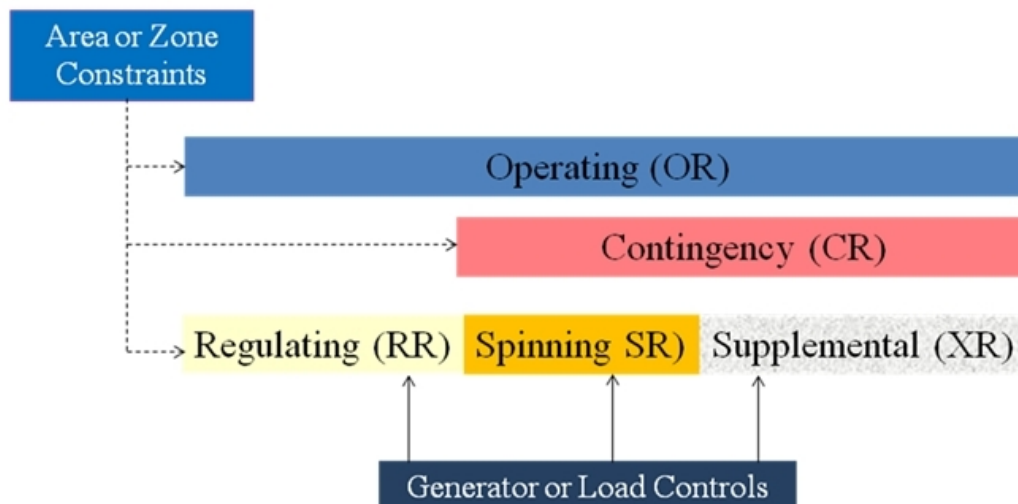 Area or Zone
Constraints
Operating (OR)
Contingency (CR)
Regulating (RR) Spinning SR) Supplemental (XR)
Generator or Load Controls